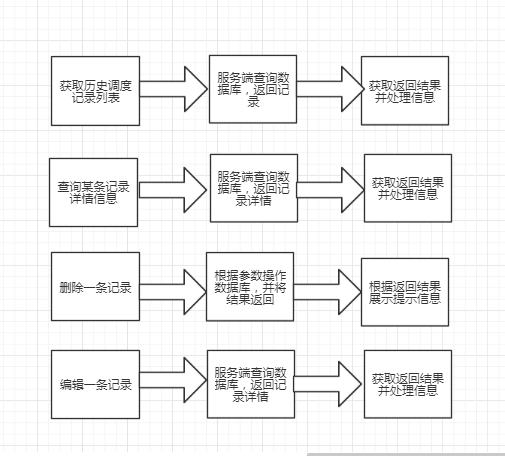 获取历史调度
记录列表
服务端查询数
据库，返回记
录
获取返回结果
并处理信息
查询某条记录
详情信息
服务端查询数
据库，返回记
录详情
获取返回结果
并处理信息
删除一条记录
根据参数操作
数据库，并将
结果返回
根据返回结果
展示提示信息
编辑一条记录
服务端查询数
据库，返回记
录详情
获取返回结果
并处理信息